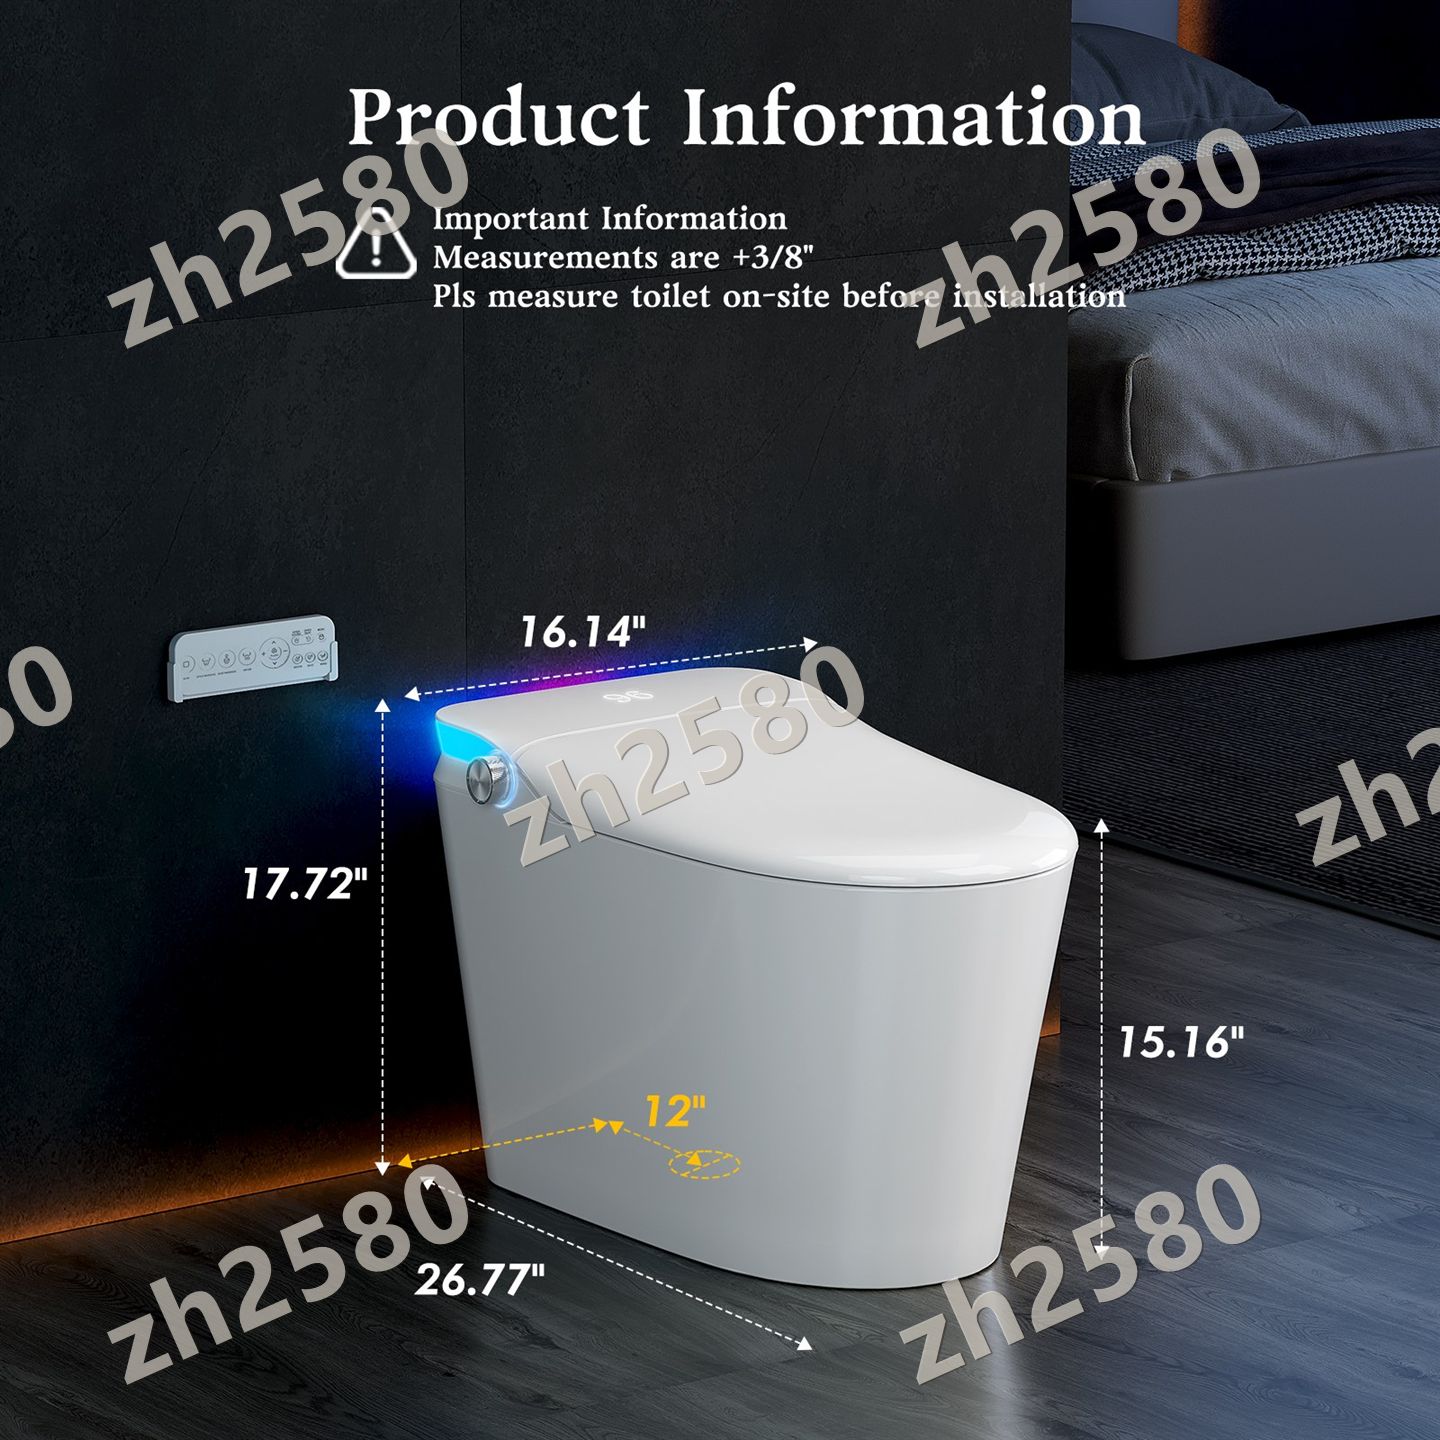 Product Information
Important Information
Measurements are +3/8"
Pls measure toilet on-site before installation
zh2580
zh2580
16.14"
96
zh2580
17.72"
15.16"
12"
26.77"
zh2580
zh2580